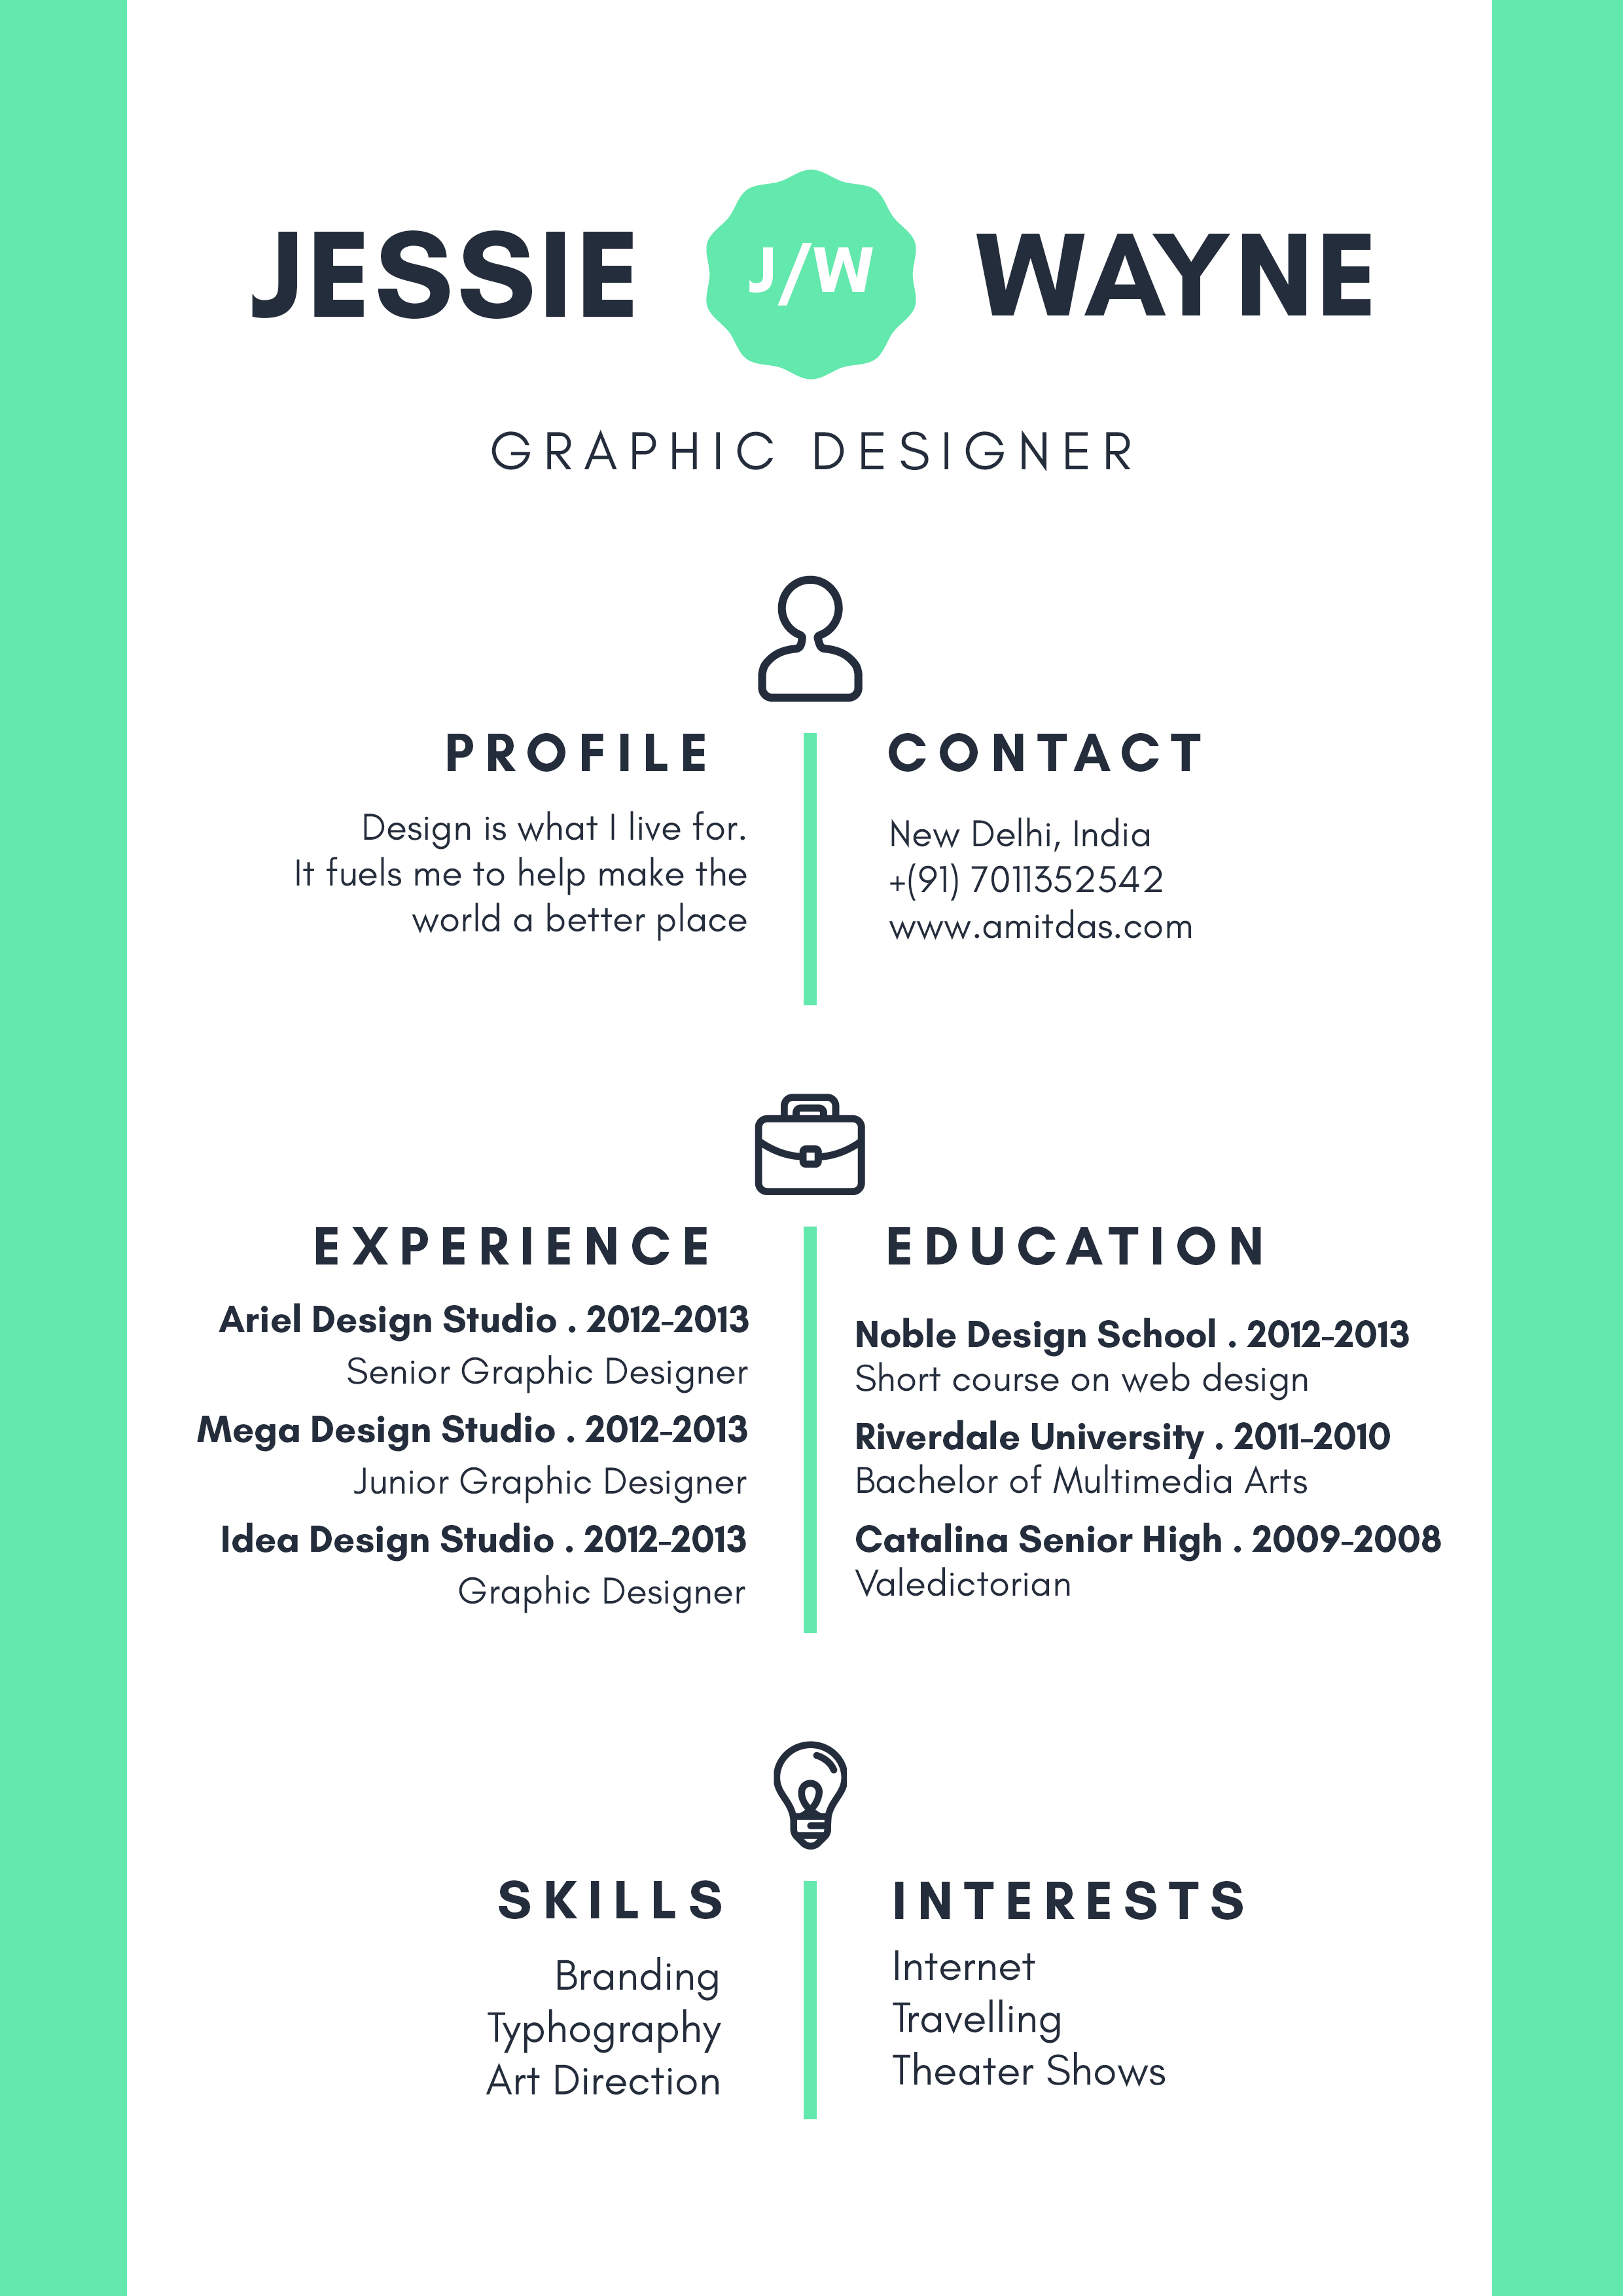 JESSIE
J/W
WAYNE
GRAPHIC DESIGNER
PROFILE
Design is what I live for.
It fuels me to help make the
world a better place
CONTACT
New Delhi, India
+(91) 7011352542
www.amitdas.com
EXPERIENCE
Ariel Design Studio . 2012-2013
Senior Graphic Designer
Mega Design Studio . 2012-2013
Junior Graphic Designer
Idea Design Studio . 2012-2013
Graphic Designer
EDUCATION
Noble Design School . 2012-2013
Short course on web design
Riverdale University . 2011-2010
Bachelor of Multimedia Arts
Catalina Senior High . 2009-2008
Valedictorian
SKILLS
Branding
Typhography
Art Direction
INTERESTS
Internet
Travelling
Theater Shows